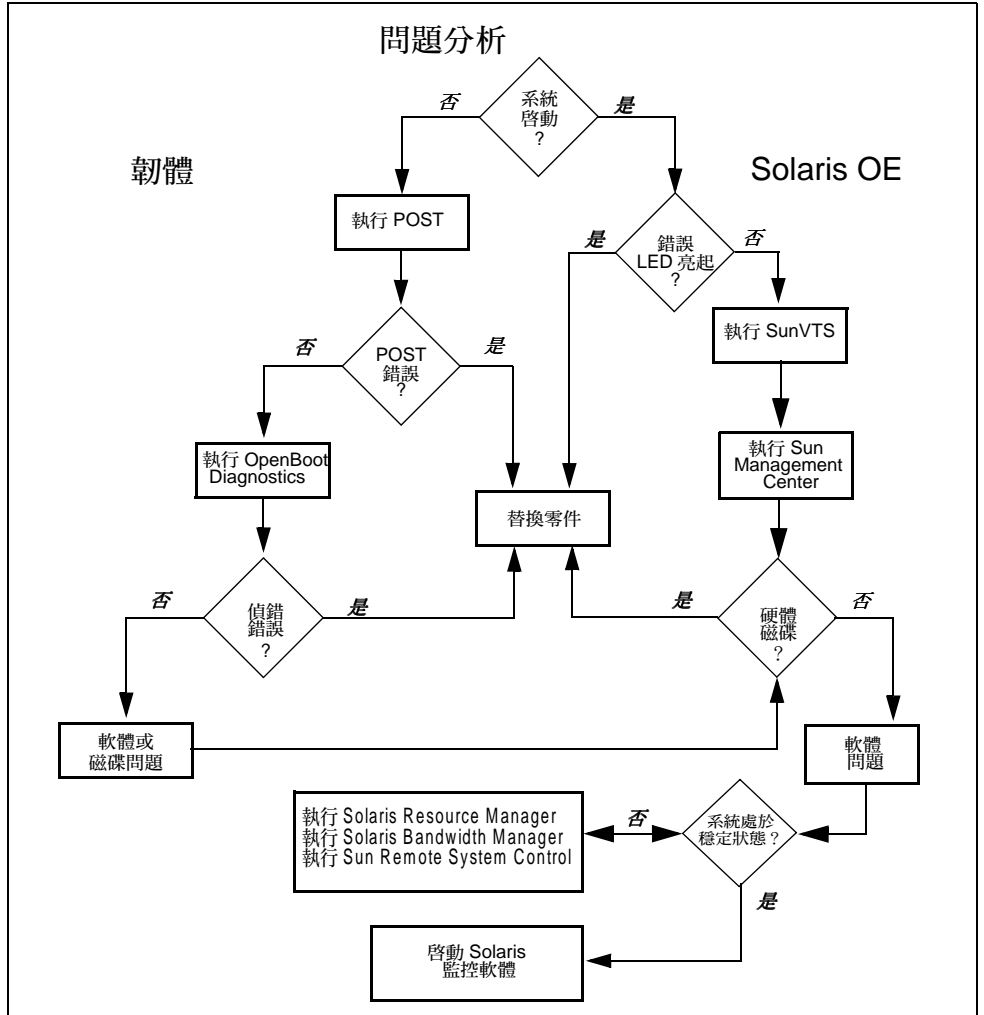 問題分析
系統
啓動
?
否
是
韌體
Solaris OE
執行 POST
錯誤
LED 亮起
?
是
否
執行 SunVTS
POST
錯誤
?
否
是
執行 OpenBoot
Diagnostics
執行 Sun
Management
Center
替換零件
偵錯
錯誤
?
否
是
硬體
磁碟
?
是
否
軟體或
磁碟問題
軟體
問題
系統處於
穩定狀態?
否
是
執行 Solaris Resource Manager
執行 Solaris Bandwidth Manager
執行 Sun Remote System Control
啓動 Solaris
監控軟體